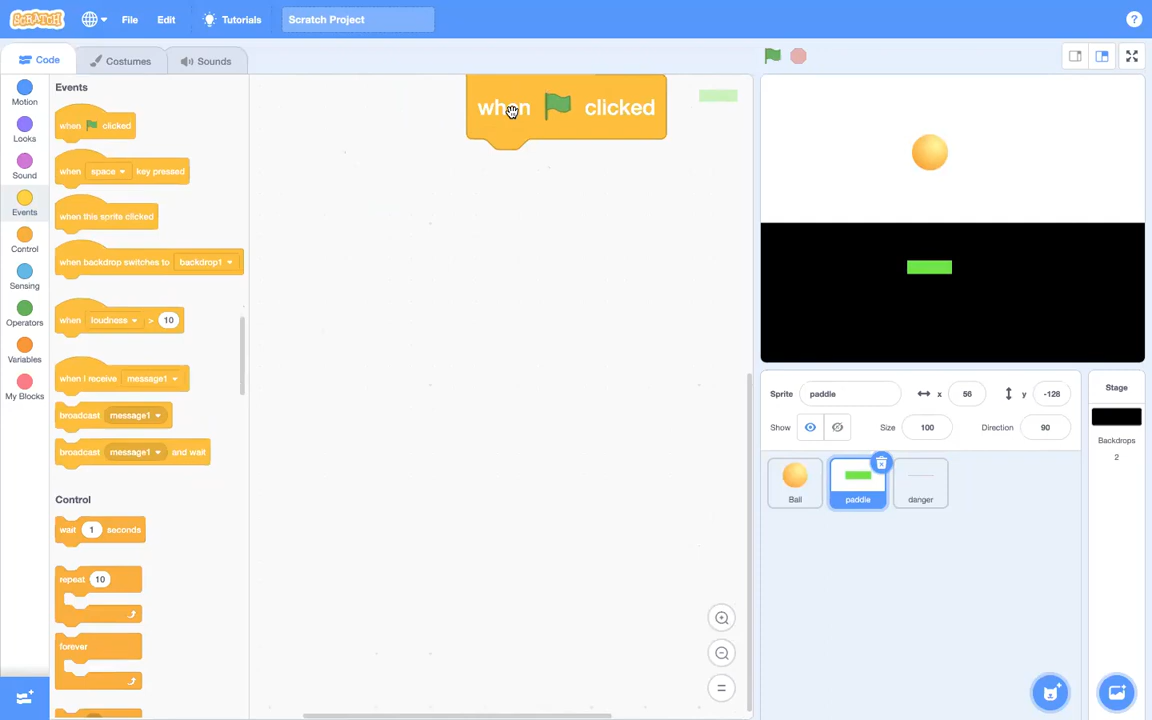 SCRATCH File Edit Tutorials Scratch Project ?
Code Costumes Sounds
Motion
Looks
Sound
Events
Control
Sensing
Operators
Variables
My Blocks
Events
when clicked
when space key pressed
when this sprite clicked
when backdrop switches to backdrop1
when loudness > 10
when I receive message1
broadcast message1
broadcast message1 and wait
Control
wait 1 seconds
repeat 10
forever
when clicked
Sprite paddle x 56 y -128
Show Size 100 Direction 90
Ball paddle danger
Stage
Backdrops
2